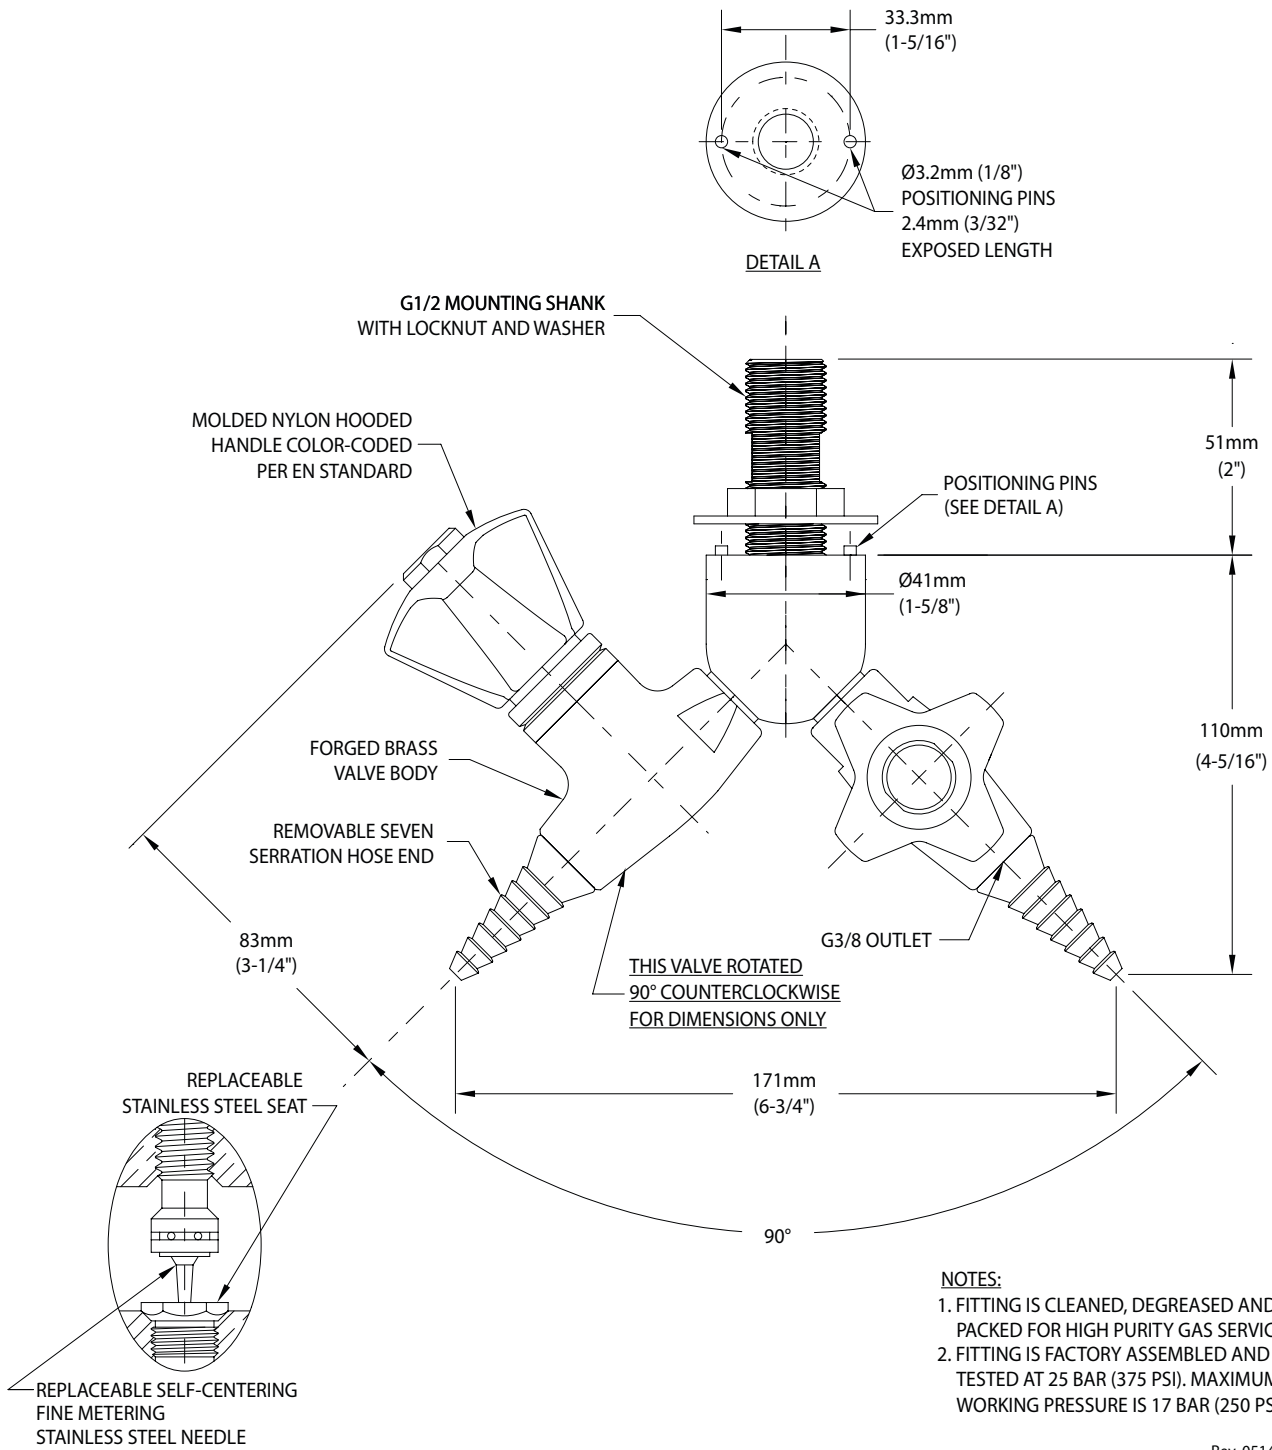 33.3mm
(1-5/16")
Ø3.2mm (1/8")
POSITIONING PINS
2.4mm (3/32")
EXPOSED LENGTH
DETAIL A
G1/2 MOUNTING SHANK
WITH LOCKNUT AND WASHER
MOLDED NYLON HOODED
HANDLE COLOR-CODED
PER EN STANDARD
51mm
(2")
POSITIONING PINS
(SEE DETAIL A)
Ø41mm
(1-5/8")
110mm
(4-5/16")
FORGED BRASS
VALVE BODY
REMOVABLE SEVEN
SERRATION HOSE END
83mm
(3-1/4")
G3/8 OUTLET
THIS VALVE ROTATED
90° COUNTERCLOCKWISE
FOR DIMENSIONS ONLY
171mm
(6-3/4")
REPLACEABLE
STAINLESS STEEL SEAT
90°
REPLACEABLE SELF-CENTERING
FINE METERING
STAINLESS STEEL NEEDLE
NOTES:
1. FITTING IS CLEANED, DEGREASED AND
PACKED FOR HIGH PURITY GAS
2. FITTING IS FACTORY ASSEMBLED AND
TESTED AT 25 BAR (375 PSI). MAXIMUM
WORKING PRESSURE IS 17 BAR (250